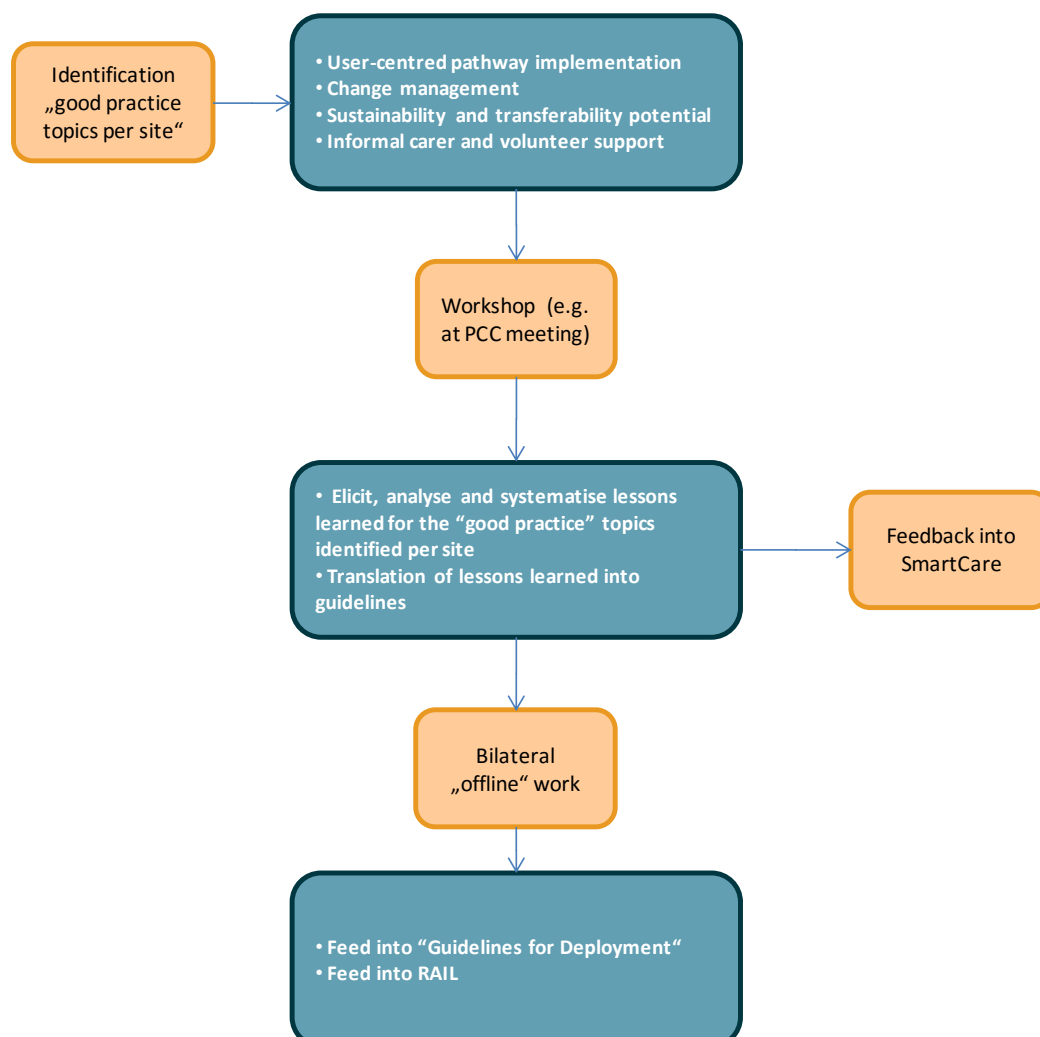 Identification
„good practice
topics per site“
• User-centred pathway implementation
• Change management
• Sustainability and transferability potential
• Informal carer and volunteer support
Workshop (e.g.
at PCC meeting)
• Elicit, analyse and systematise lessons
learned for the “good practice” topics
identified per site
• Translation of lessons learned into
guidelines
Feedback into
SmartCare
Bilateral
„offline“ work
• Feed into “Guidelines for Deployment“
• Feed into RAIL